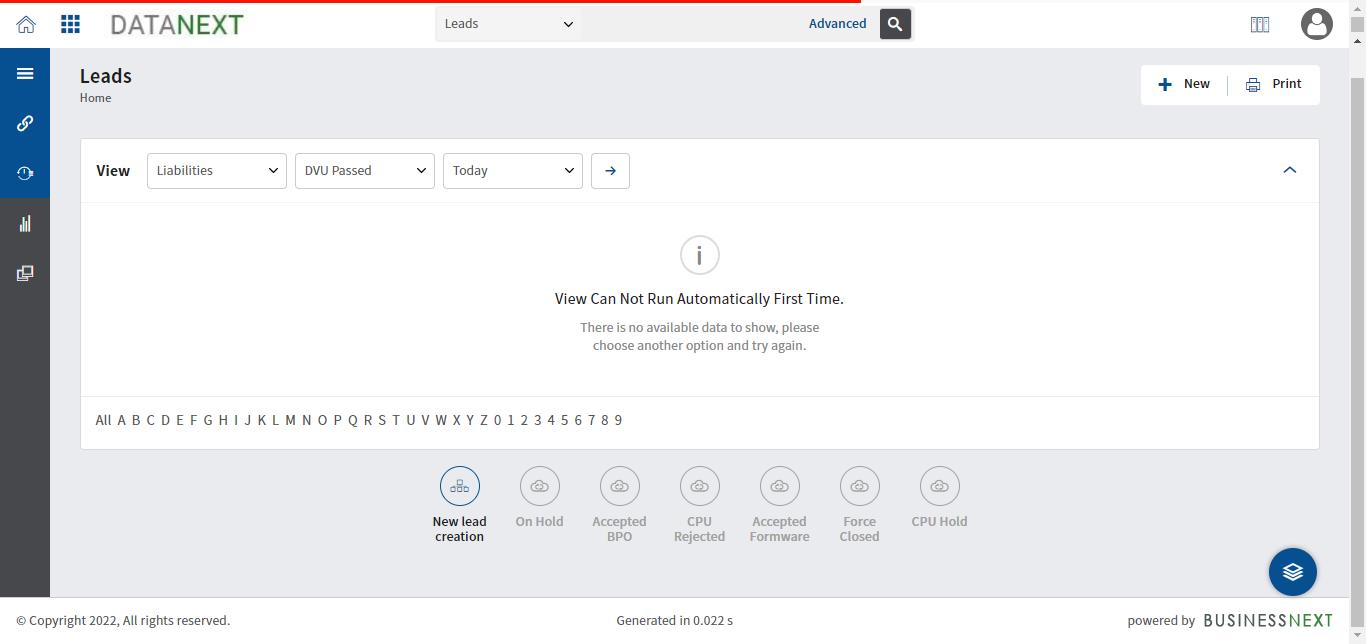 DATANEXT
Leads
Advanced
Leads
Home
New
Print
View
Liabilities
DVU Passed
Today
i
View Can Not Run Automatically First Time.
There is no available data to show, please
choose another option and try again.
All A B C D E F G H I J K L M N O P Q R S T U V W X Y Z 0 1 2 3 4 5 6 7 8 9
New lead
creation
On Hold
Accepted
BPO
CPU
Rejected
Accepted
Formware
Force
Closed
CPU Hold
© Copyright 2022, All rights reserved.
Generated in 0.022 s
powered by BUSINESSNEXT